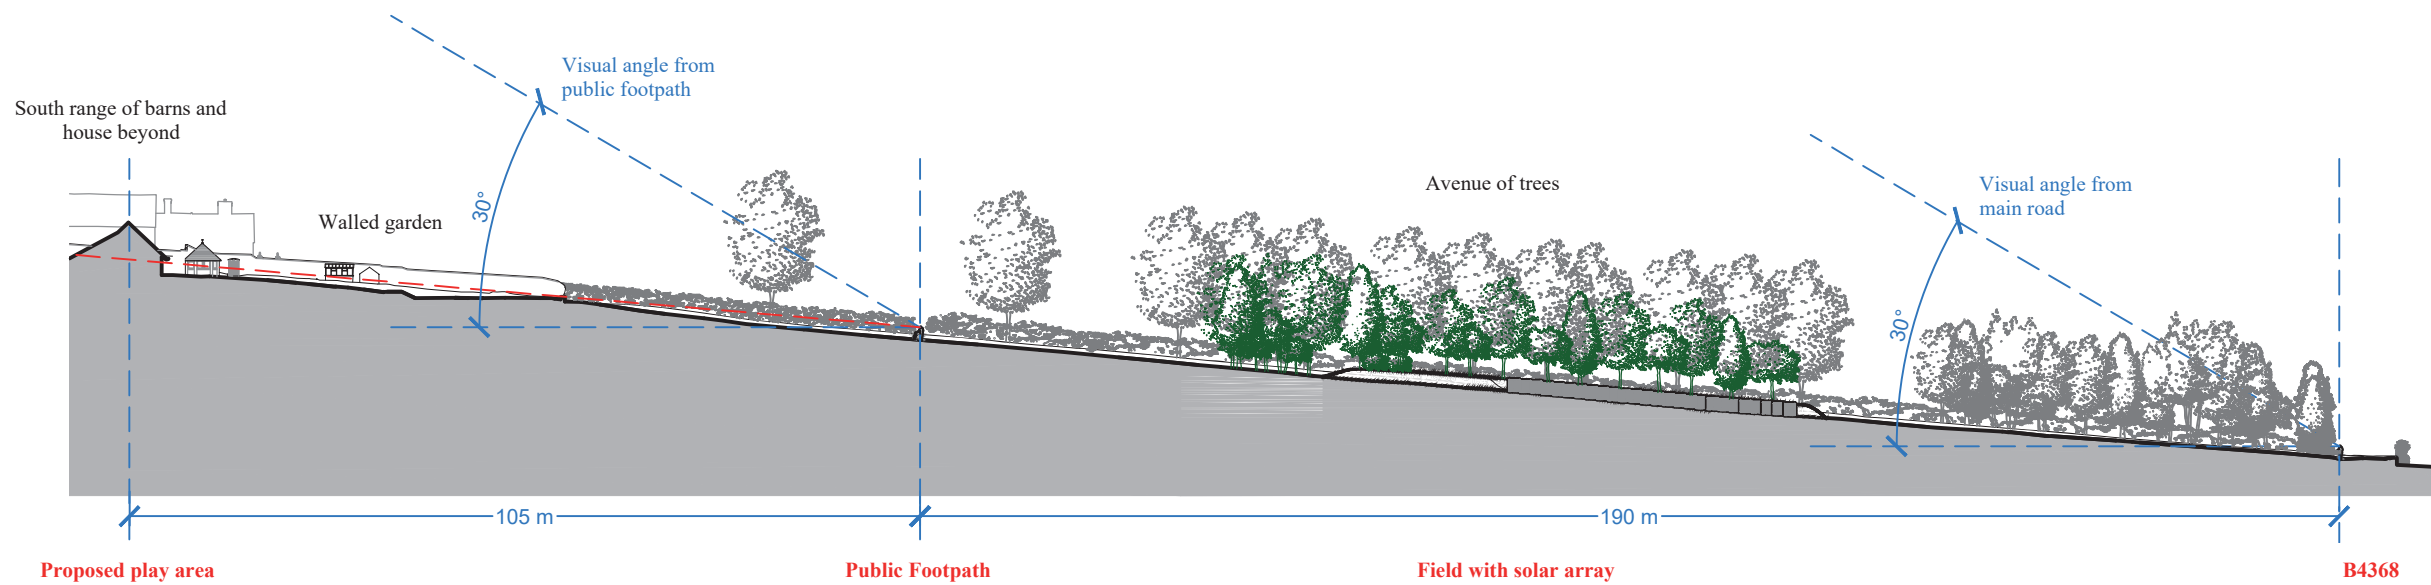 Visual angle from
public footpath
South range of barns and
house beyond
Walled garden
30°
Avenue of trees
Visual angle from
main road
30°
105 m
190 m
Proposed play area
Public Footpath
Field with solar array
B4368